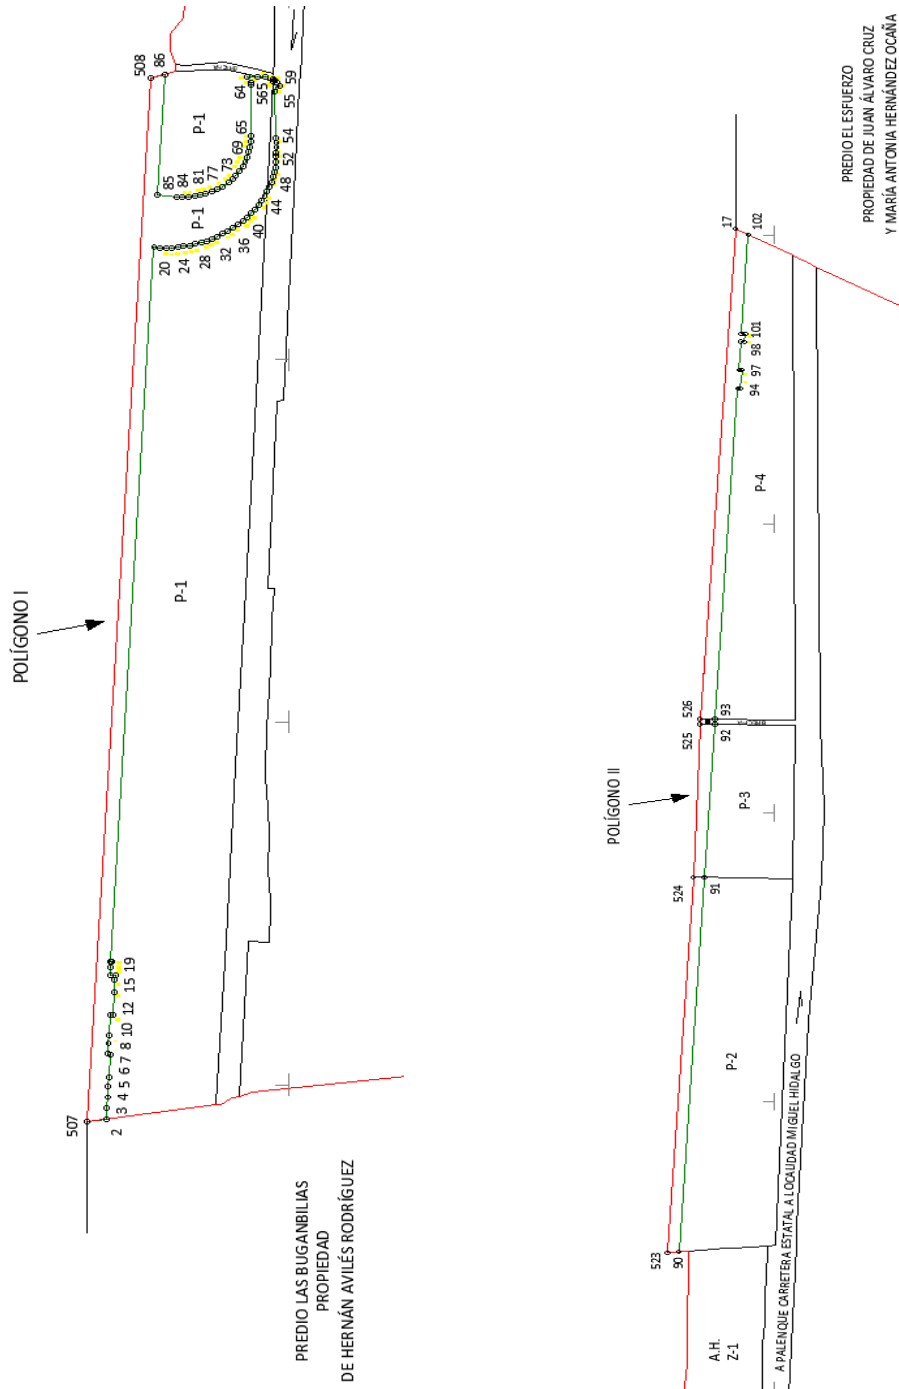 508
86
59
565
55
64
54
65
52
69
73
77
81
84
85
P-1
P-1
48
44
40
36
32
28
24
20
POLÍGONO I
P-1
19
15
12
10
8
7
6
5
4
3
2
507
PREDIO LAS BUGANBILIAS
PROPIEDAD
DE HERNÁN AVILÉS RODRÍGUEZ
PREDIO EL ESFUERZO
PROPIEDAD DE JUAN ÁLVARO CRUZ
Y MARÍA ANTONIA HERNÁNDEZ OCAÑA
17
102
101
98
97
94
P-4
526
525
93
92
POLÍGONO II
P-3
524
91
P-2
523
90
A.H.
Z-1
A PALENQUE CARRETERA ESTATAL A LOCAUDAD MIGUEL HIDALGO